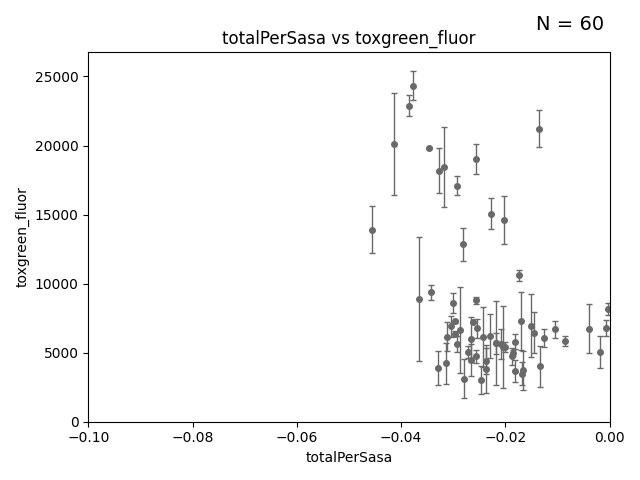 N = 60
totalPerSasa vs toxgreen_fluor
25000
20000
15000
10000
5000
0
toxgreen_fluor
−0.10 −0.08 −0.06 −0.04 −0.02 0.00
totalPerSasa